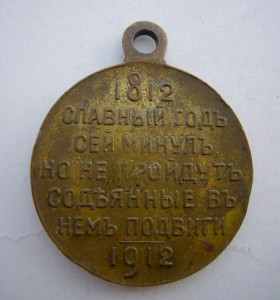 1812
СЛАВНЫЙ ГОДЪ
СЕЙ МИНУЛЪ
НО НЕ ПРОЙДУТЪ
СОДѢЯННЫЕ ВЪ
НЕМЪ ПОДВИГИ
1912